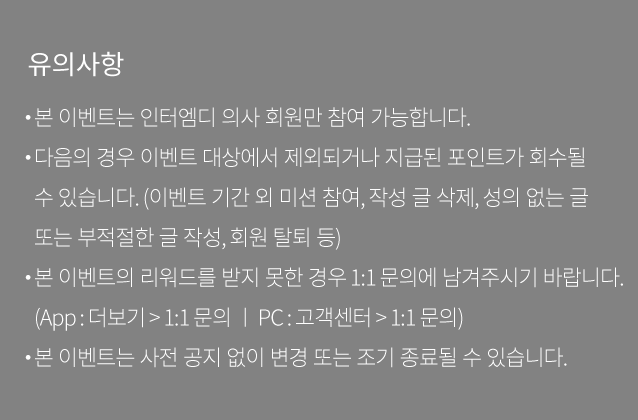 유의사항
• 본 이벤트는 인터엠디 의사 회원만 참여 가능합니다.
• 다음의 경우 이벤트 대상에서 제외되거나 지급된 포인트가 회수될
수 있습니다. (이벤트 기간 외 미션 참여, 작성 글 삭제, 성의 없는 글
또는 부적절한 글 작성, 회원 탈퇴 등)
• 본 이벤트의 리워드를 받지 못한 경우 1:1 문의에 남겨주시기 바랍니다.
(App : 더보기 > 1:1 문의 ㅣ PC : 고객센터 > 1:1 문의)
• 본 이벤트는 사전 공지 없이 변경 또는 조기 종료될 수 있습니다.